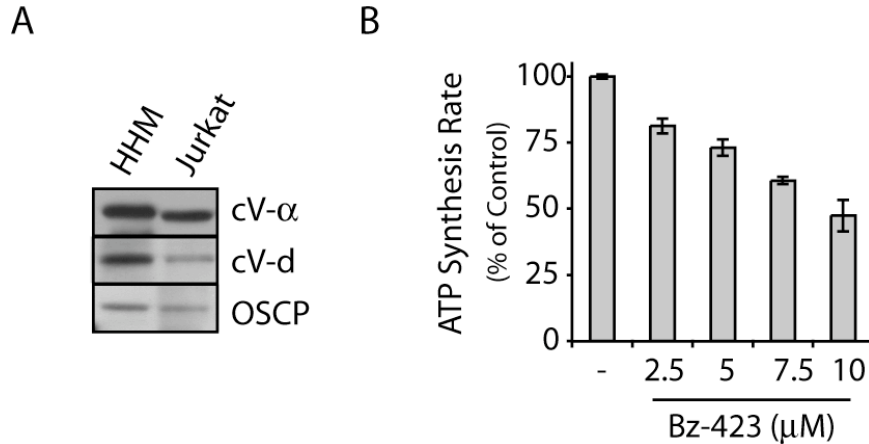 A
HHM
Jurkat
cV-α
cV-d
OSCP
B
ATP Synthesis Rate
(% of Control)
100
75
50
25
0
- 2.5 5 7.5 10
Bz-423 (μM)